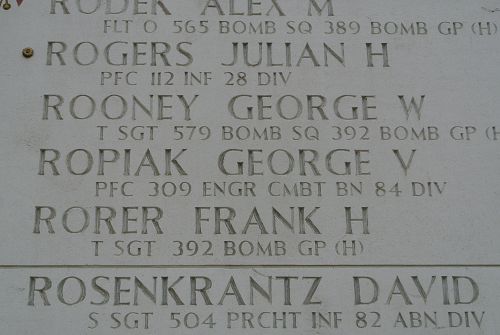 RODEK ALEX M
FLT O 565 BOMB SQ 389 BOMB GP (H)
ROGERS JULIAN H
PFC 112 INF 28 DIV
ROONEY GEORGE W
T SGT 579 BOMB SQ 392 BOMB GP (H
ROPIAK GEORGE V
PFC 309 ENGR CMBT BN 84 DIV
RORER FRANK H
T SGT 392 BOMB GP (H)
ROSENKRANTZ DAVID
S SGT 504 PRCHT INF 82 ABN DIV